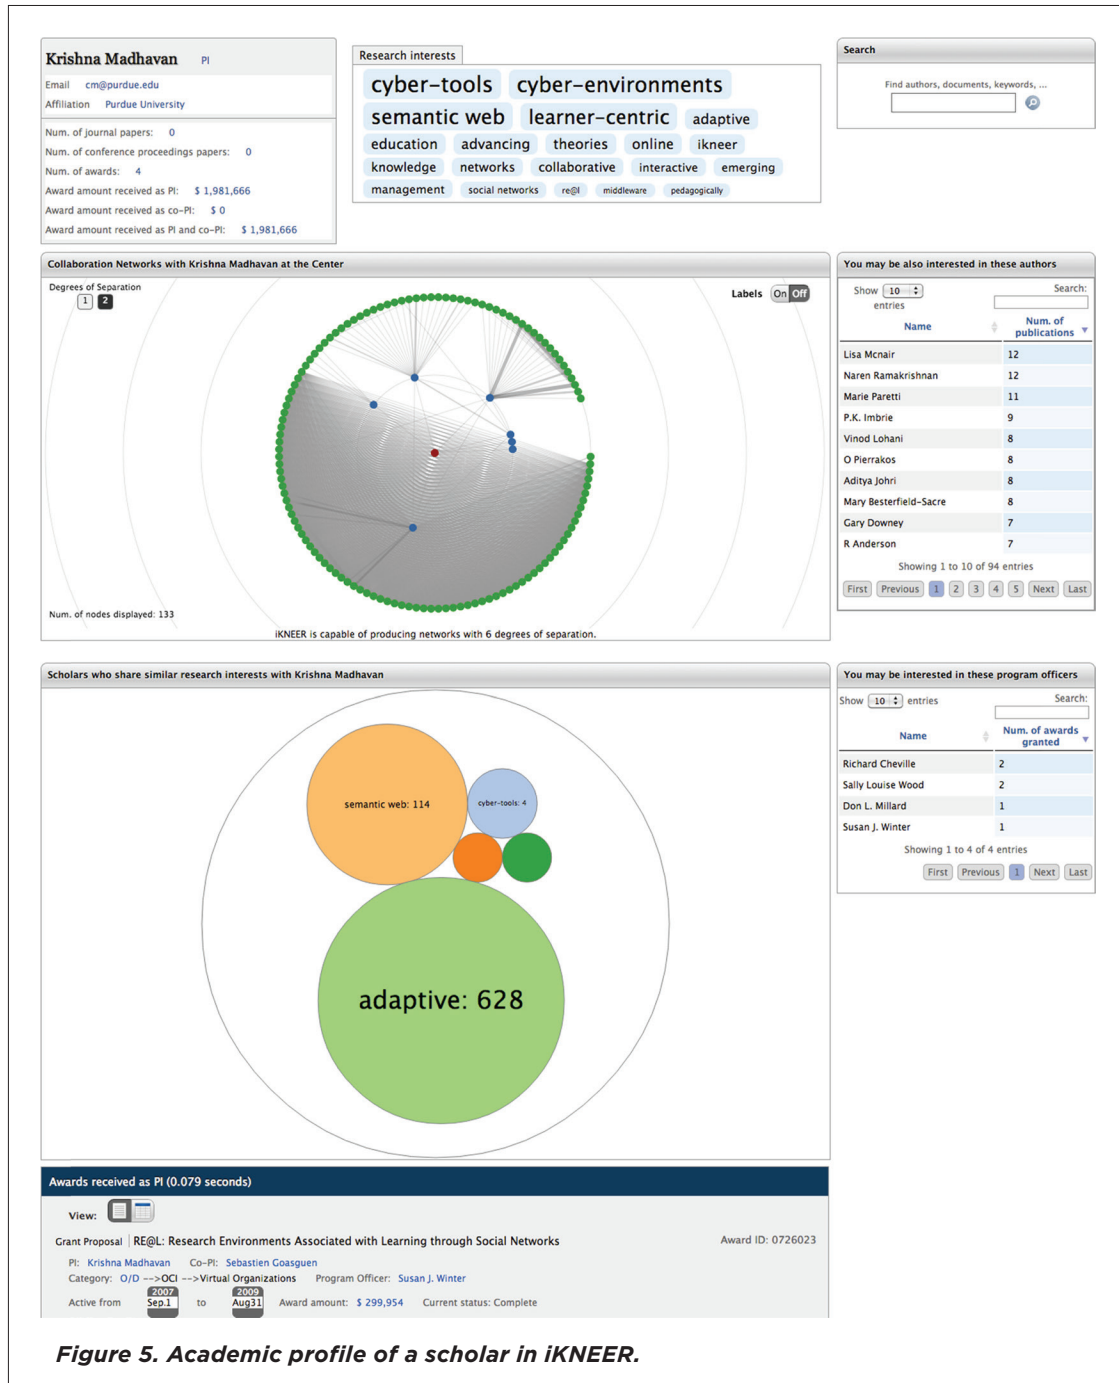 Krishna Madhavan PI
Email cm@purdue.edu
Affiliation Purdue University
Num. of journal papers: 0
Num. of conference proceedings papers: 0
Num. of awards: 4
Award amount received as PI: $ 1,981,666
Award amount received as co-PI: $ 0
Award amount received as PI and co-PI: $ 1,981,666
Research interests
cyber-tools cyber-environments
semantic web learner-centric adaptive
education advancing theories online ikneer
knowledge networks collaborative interactive emerging
management social networks re@l middleware pedagogically
Search
Find authors, documents, keywords, ...
Collaboration Networks with Krishna Madhavan at the Center
Degrees of Separation
1 2
Labels On Off
Num. of nodes displayed: 133
iKNEER is capable of producing networks with 6 degrees of separation.
You may be also interested in these authors
Show 10 entries
Search:
Name Num. of publications
Lisa Mcnair 12
Naren Ramakrishnan 12
Marie Paretti 11
P.K. Imbrie 9
Vinod Lohani 8
O Pierrakos 8
Aditya Johri 8
Mary Besterfield-Sacre 8
Gary Downey 7
R Anderson 7
Showing 1 to 10 of 94 entries
First Previous 1 2 3 4 5 Next Last
Scholars who share similar research interests with Krishna Madhavan
semantic web: 114
cyber-tools: 4
adaptive: 628
You may be interested in these program officers
Show 10 entries
Search:
Name Num. of awards granted
Richard Cheville 2
Sally Louise Wood 2
Don L. Millard 1
Susan J. Winter 1
Showing 1 to 4 of 4 entries
First Previous 1 Next Last
Awards received as PI (0.079 seconds)
View:
Grant Proposal RE@L: Research Environments Associated with Learning through Social Networks Award ID: 0726023
PI: Krishna Madhavan Co-PI: Sebastien Goasguen
Category: O/D -->OCI -->Virtual Organizations Program Officer: Susan J. Winter
Active from 2007 Sep.1 to 2009 Aug31 Award amount: $ 299,954 Current status: Complete
Figure 5. Academic profile of a scholar in iKNEER.